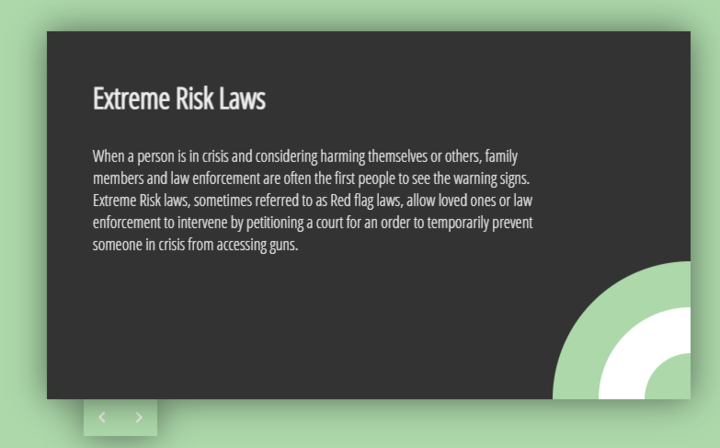 Extreme Risk Laws
When a person is in crisis and considering harming themselves or others, family
members and law enforcement are often the first people to see the warning signs.
Extreme Risk laws, sometimes referred to as Red flag laws, allow loved ones or law
enforcement to intervene by petitioning a court for an order to temporarily prevent
someone in crisis from accessing guns.